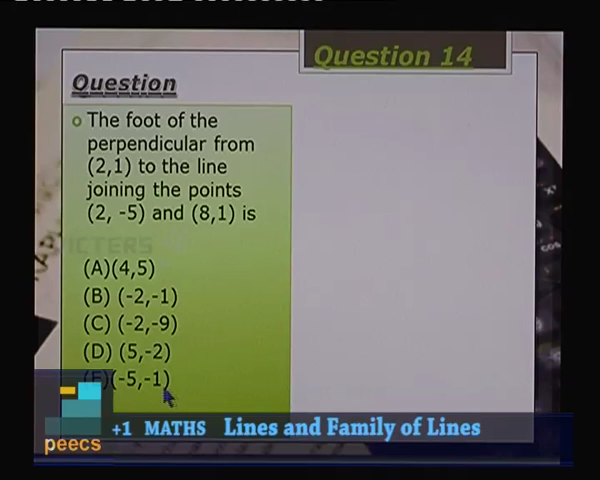 Question 14
Question
The foot of the
perpendicular from
(2,1) to the line
joining the points
(2, -5) and (8,1) is
ICTERS
(A)(4,5)
(B) (-2,-1)
(C) (-2,-9)
(D) (5,-2)
(E)(-5,-1)
peecs
+1 MATHS Lines and Family of Lines